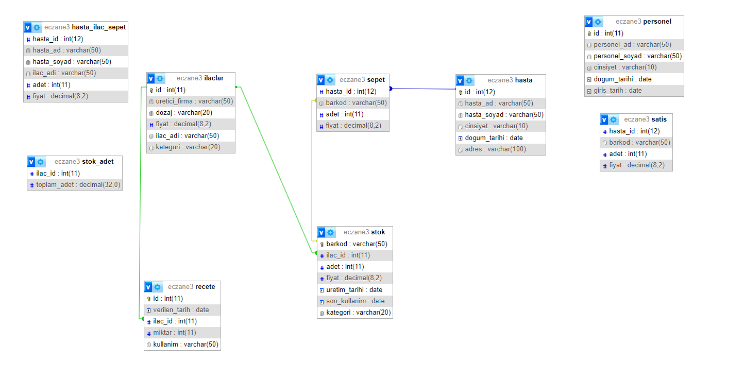 eczane3 hasta_ilac_sepet
hasta_id : int(12)
hasta_ad : varchar(50)
hasta_soyad : varchar(50)
ilac_adi : varchar(50)
adet : int(11)
fiyat : decimal(8,2)
eczane3 ilaclar
id : int(11)
uretici_firma : varchar(50)
dozaj : varchar(20)
fiyat : decimal(8,2)
ilac_adi : varchar(50)
kategori : varchar(20)
eczane3 sepet
hasta_id : int(12)
barkod : varchar(50)
adet : int(11)
fiyat : decimal(8,2)
eczane3 hasta
id : int(12)
hasta_ad : varchar(50)
hasta_soyad : varchar(50)
cinsiyet : varchar(10)
dogum_tarihi : date
adres : varchar(100)
eczane3 personel
id : int(11)
personel_ad : varchar(50)
personel_soyad : varchar(50)
cinsiyet : varchar(10)
dogum_tarihi : date
giris_tarih : date
eczane3 satis
hasta_id : int(12)
barkod : varchar(50)
adet : int(11)
fiyat : decimal(8,2)
eczane3 stok_adet
ilac_id : int(11)
toplam_adet : decimal(32,0)
eczane3 stok
barkod : varchar(50)
ilac_id : int(11)
adet : int(11)
fiyat : decimal(8,2)
uretim_tarihi : date
son_kullanim : date
kategori : varchar(20)
eczane3 recete
id : int(11)
verilen_tarih : date
ilac_id : int(11)
miktar : int(11)
kullanim : varchar(50)